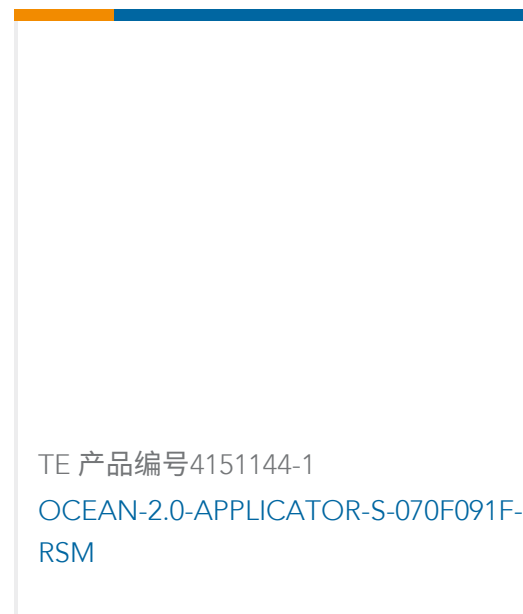 TE 产品编号4151144-1
OCEAN-2.0-APPLICATOR-S-070F091F-
RSM